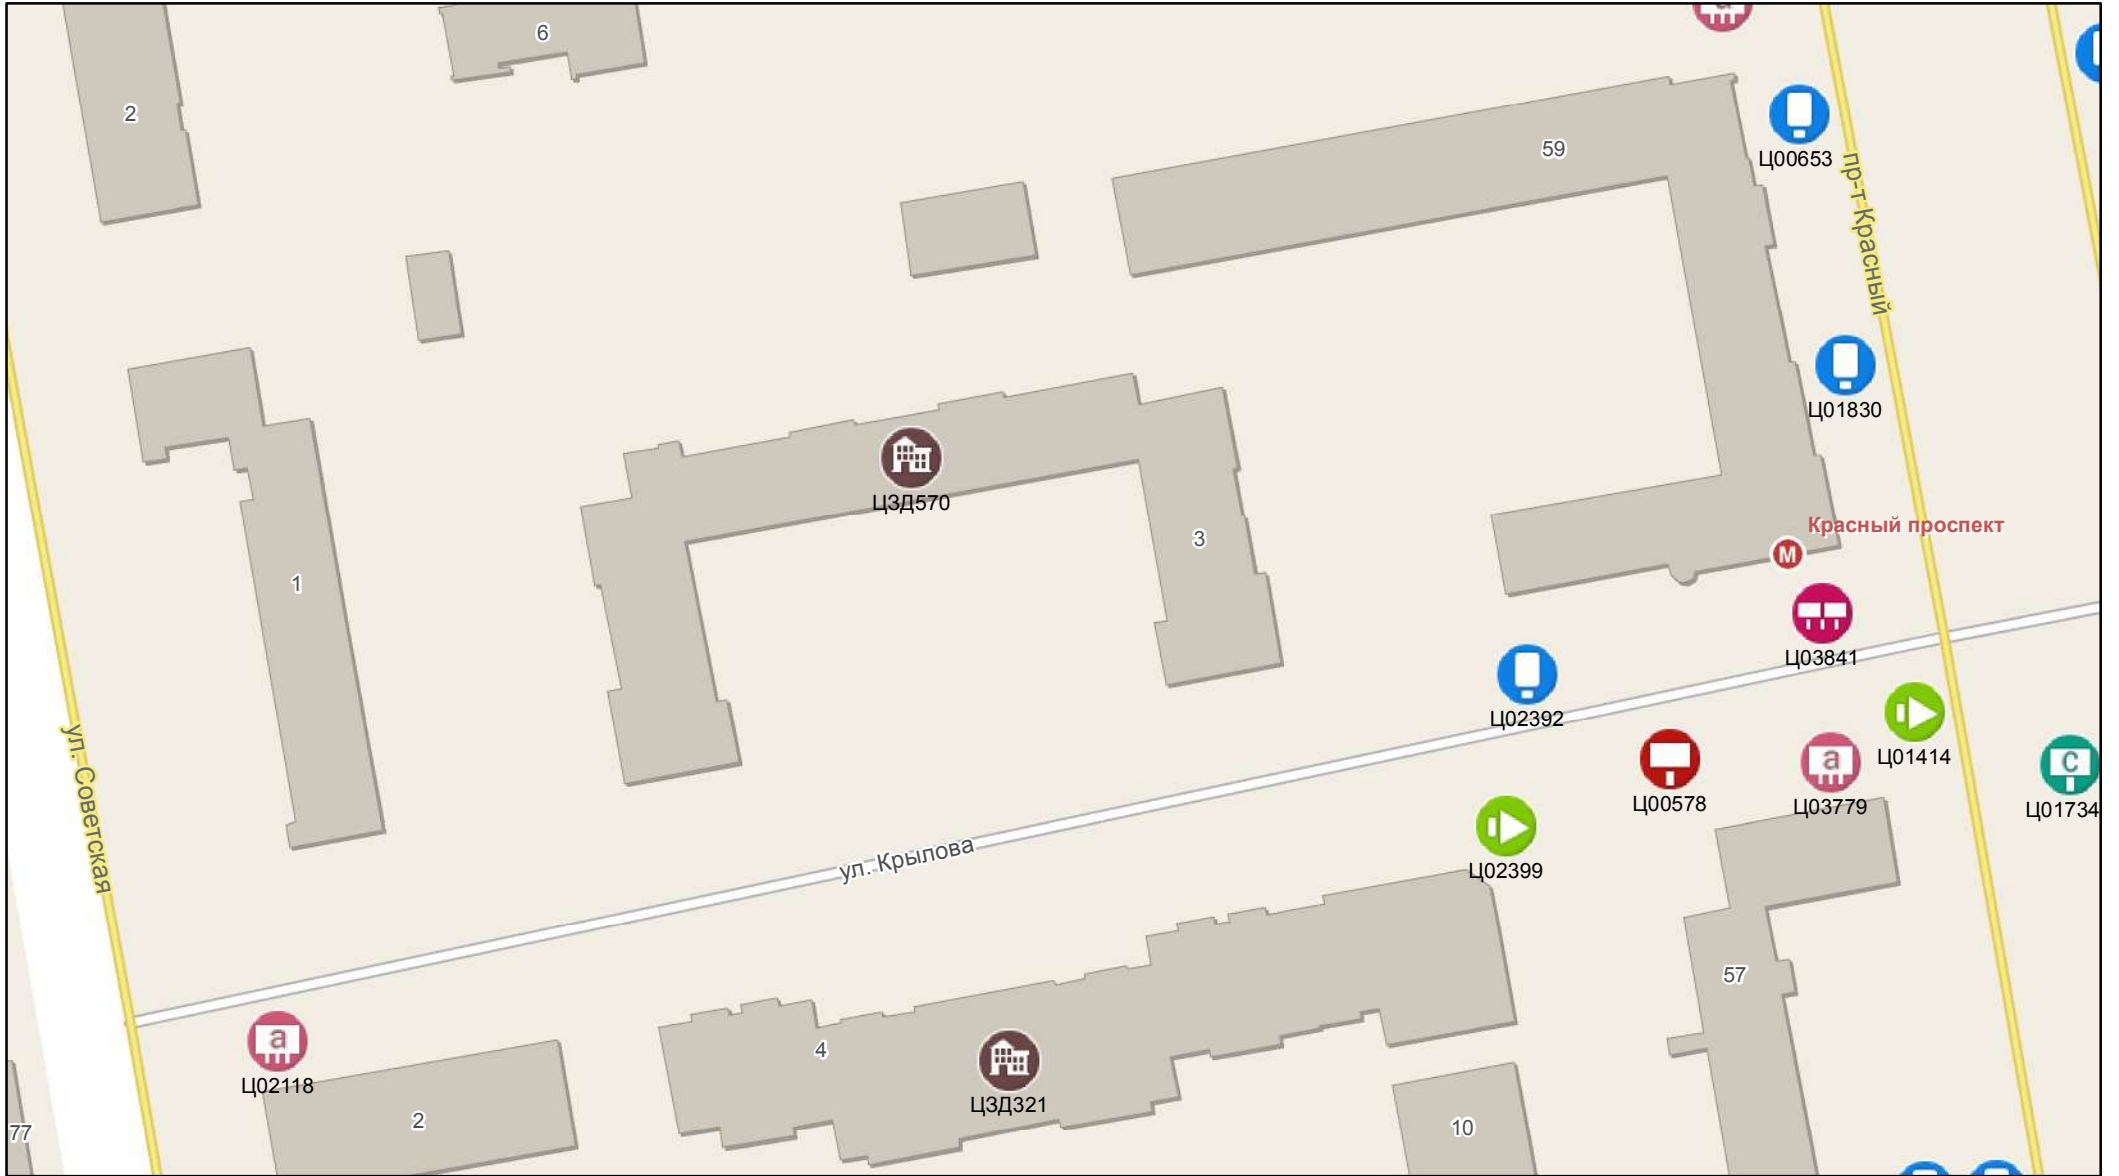 6
2
59
Ц00653
пр-т Красный
Ц01830
ЦЗД570
3
Красный проспект
М
1
Ц03841
Ц02392
ул. Советская
Ц01414
а
с
Ц00578
Ц03779
Ц01734
ул. Крылова
Ц02399
57
а
4
Ц02118
ЦЗД321
2
10
77